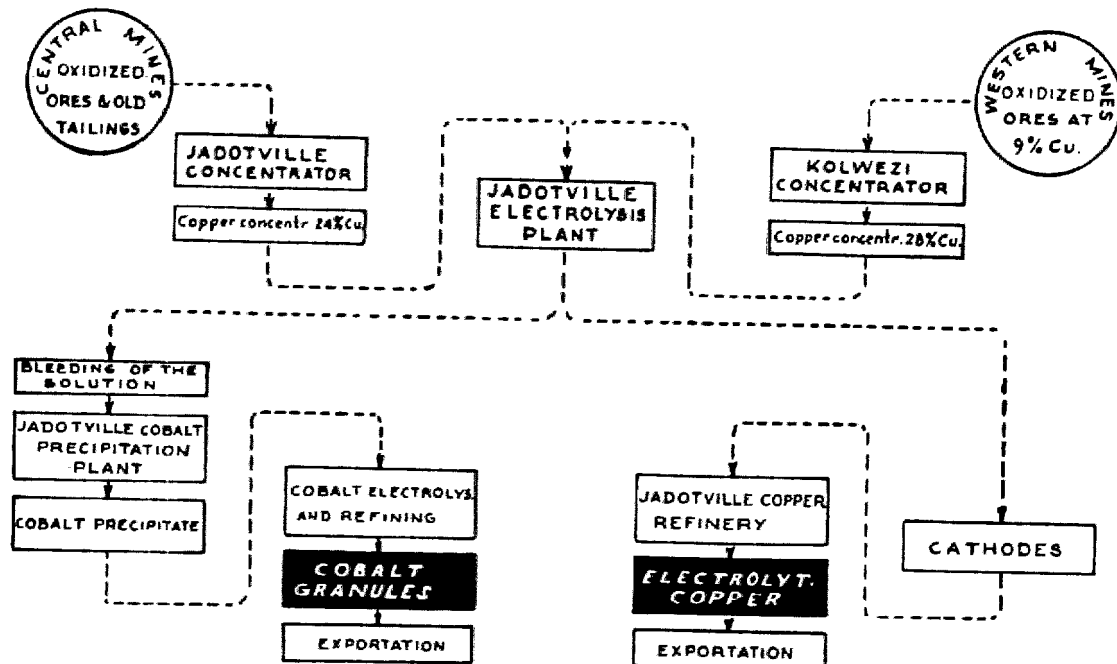 CENTRAL MINES
OXIDIZED
ORES & OLD
TAILINGS
WESTERN MINES
OXIDIZED
ORES AT
9% Cu.
JADOTVILLE
CONCENTRATOR
Copper concentr. 24% Cu.
JADOTVILLE
ELECTROLYSIS
PLANT
KOLWEZI
CONCENTRATOR
Copper concentr. 28% Cu.
BLEEDING OF THE
SOLUTION
JADOTVILLE COBALT
PRECIPITATION
PLANT
COBALT PRECIPITATE
COBALT ELECTROLYS.
AND REFINING
COBALT
GRANULES
EXPORTATION
JADOTVILLE COPPER
REFINERY
ELECTROLYT.
COPPER
EXPORTATION
CATHODES